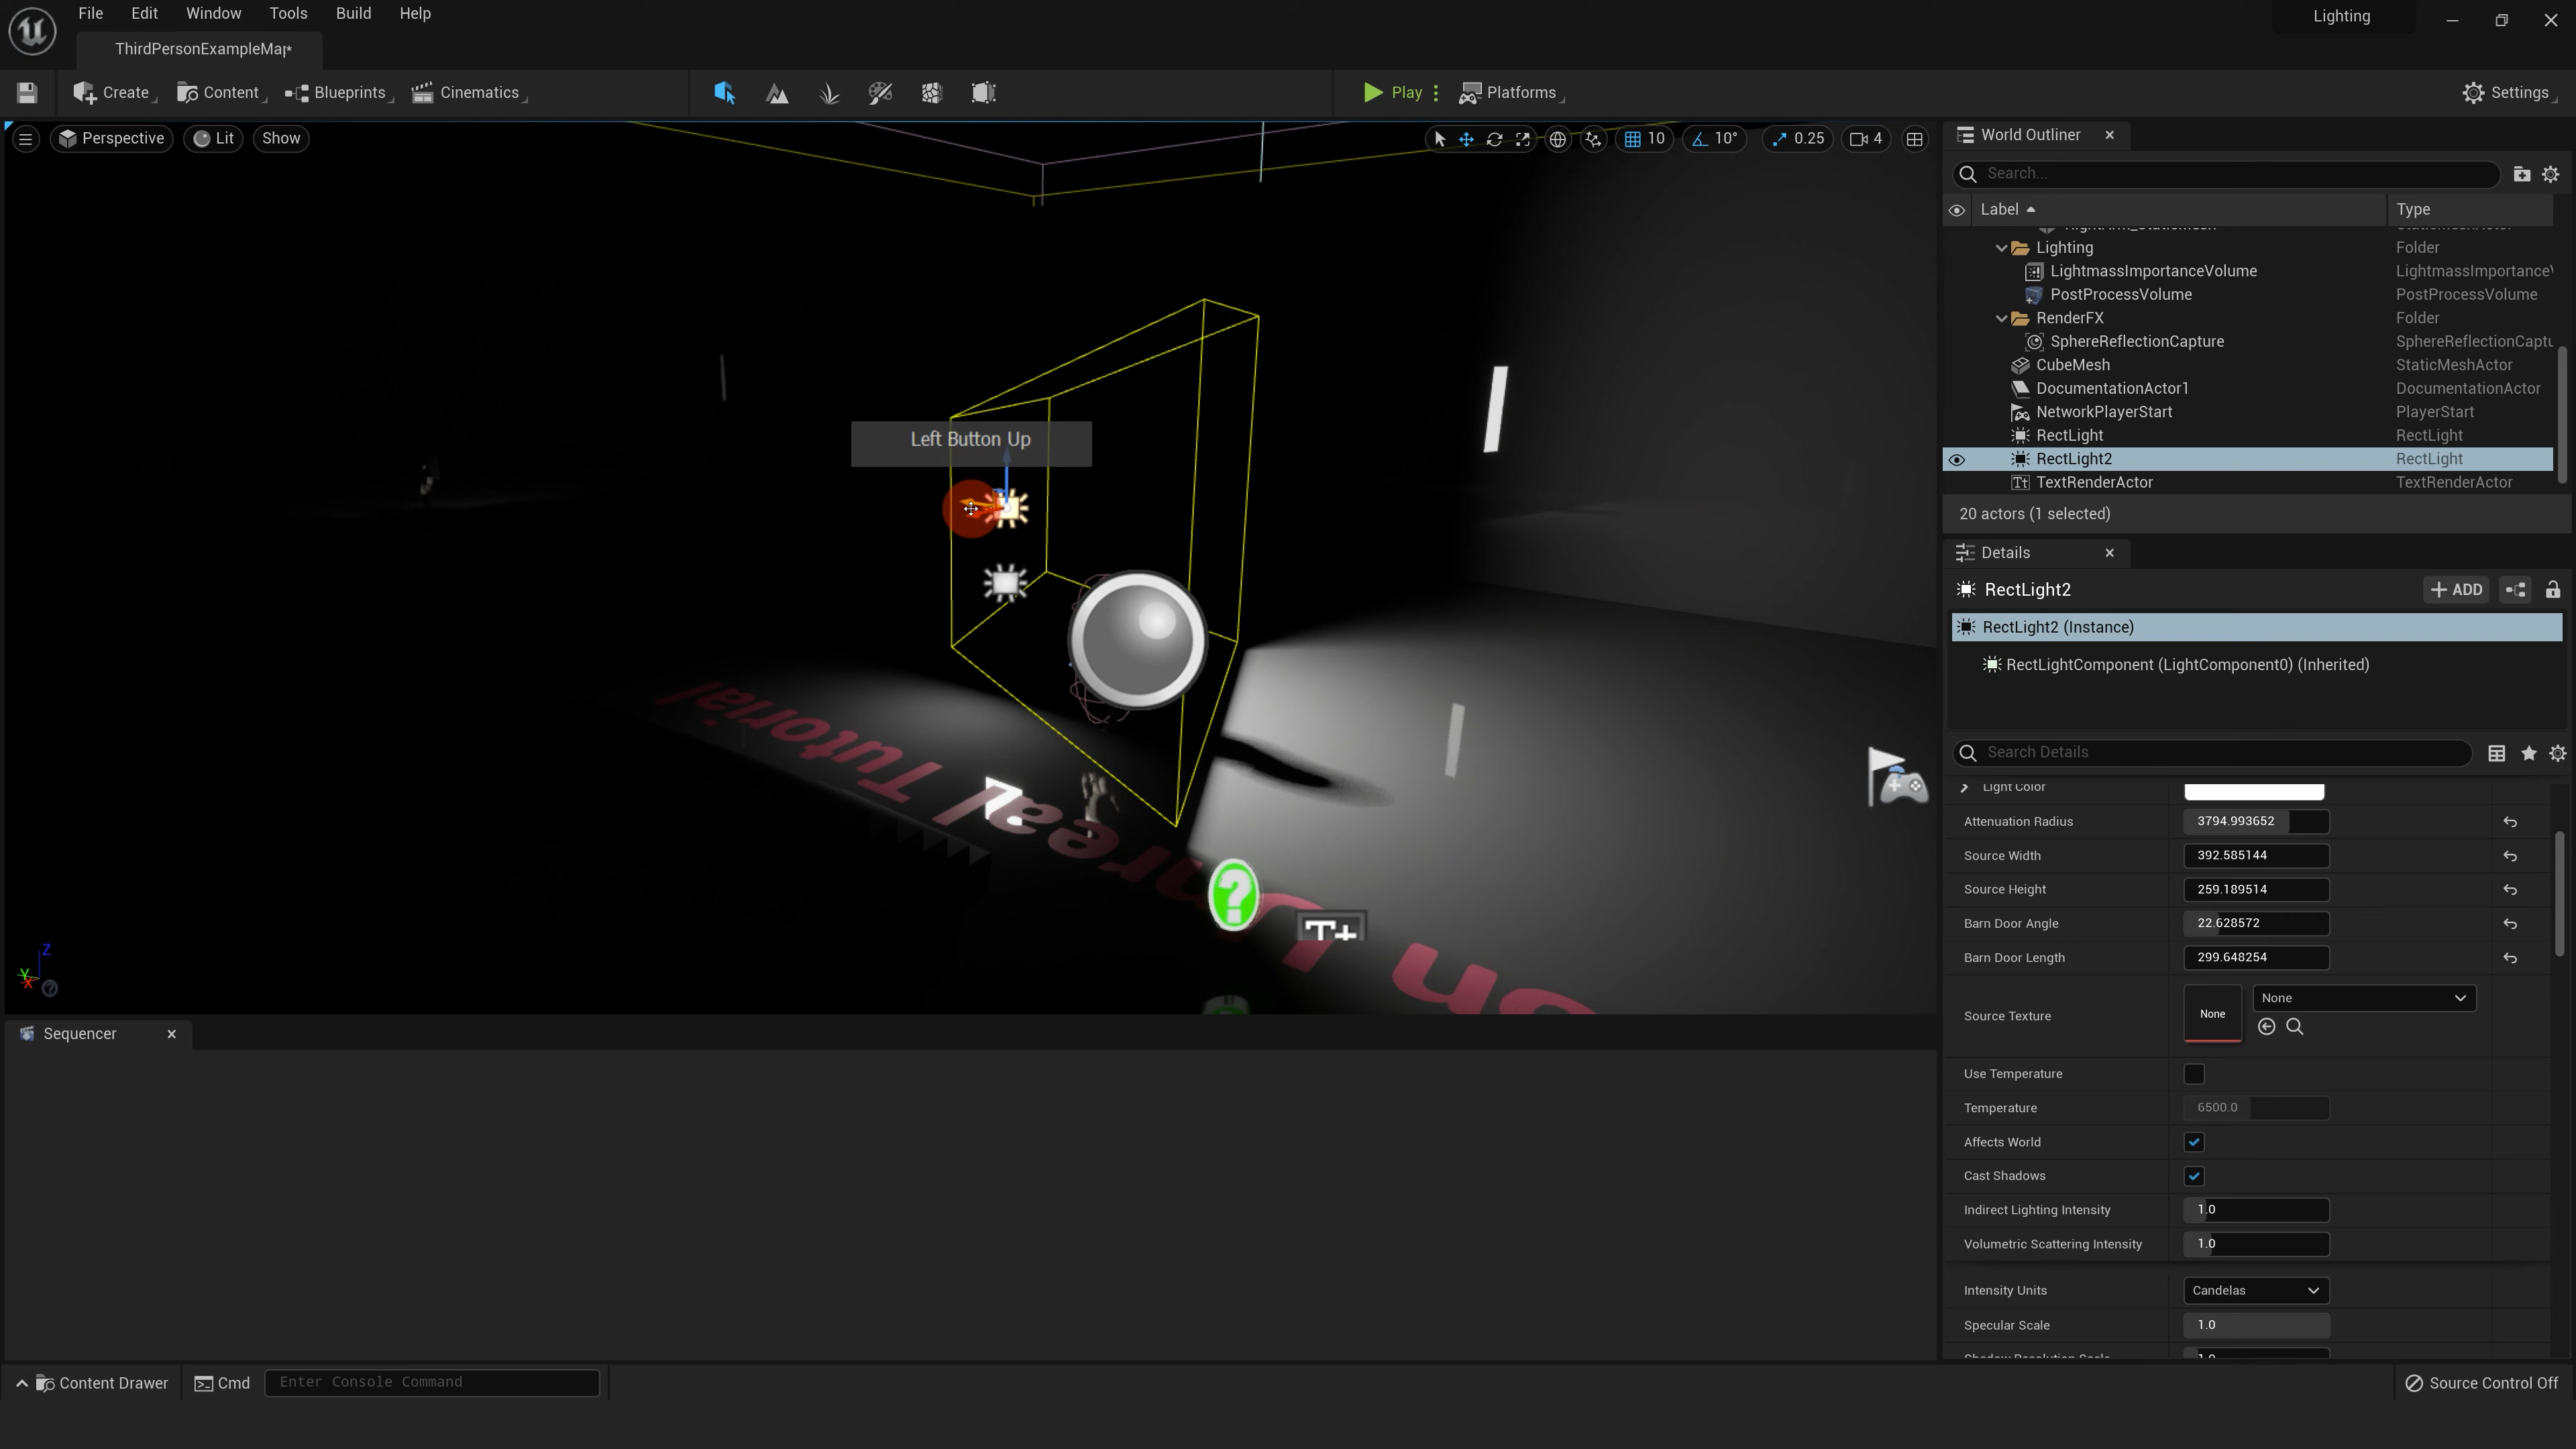 File Edit Window Tools Build Help
Lighting
ThirdPersonExampleMap*
Create Content Blueprints Cinematics Play Platforms Settings
Perspective Lit Show 10 10° 0.25 4
World Outliner
Search...
Label Type
Lighting Folder
LightmassImportanceVolume LightmassImportanceV
PostProcessVolume PostProcessVolume
RenderFX Folder
SphereReflectionCapture SphereReflectionCaptu
CubeMesh StaticMeshActor
DocumentationActor1 DocumentationActor
NetworkPlayerStart PlayerStart
RectLight RectLight
RectLight2 RectLight
TextRenderActor TextRenderActor
20 actors (1 selected)
Left Button Up
Details
RectLight2 ADD
RectLight2 (Instance)
RectLightComponent (LightComponent0) (Inherited)
Search Details
Light Color
Attenuation Radius 3794.993652
Source Width 392.585144
Source Height 259.189514
Barn Door Angle 22.628572
Barn Door Length 299.648254
Source Texture None None
Use Temperature
Temperature 6500.0
Affects World
Cast Shadows
Indirect Lighting Intensity 1.0
Volumetric Scattering Intensity 1.0
Intensity Units Candelas
Specular Scale 1.0
Unreal Tutorial
T+
Z
Y
X
Sequencer
Content Drawer Cmd Enter Console Command Source Control Off